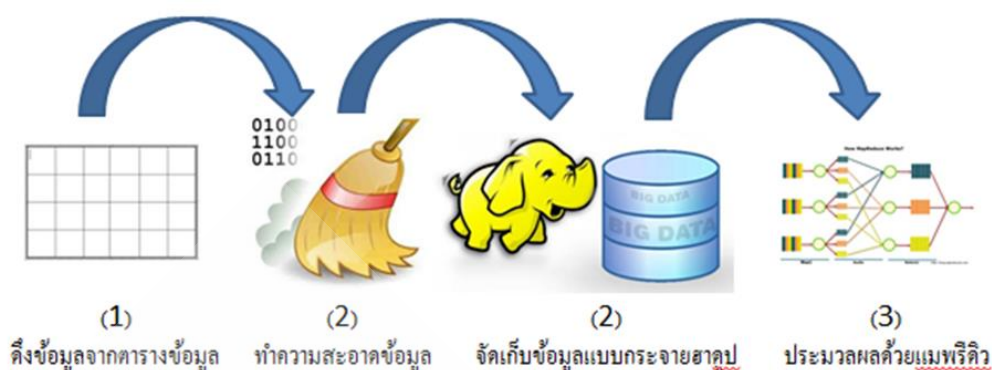 0100
1100
0110
BIG DATA
BIG DATA
How MapReduce Works?
(1)
(2)
(2)
(3)
ดึงข้อมูลจากตารางข้อมูล
ทำความสะอาดข้อมูล
จัดเก็บข้อมูลแบบกระจายฮาดูป
ประมวลผลด้วยแมพรีดิว